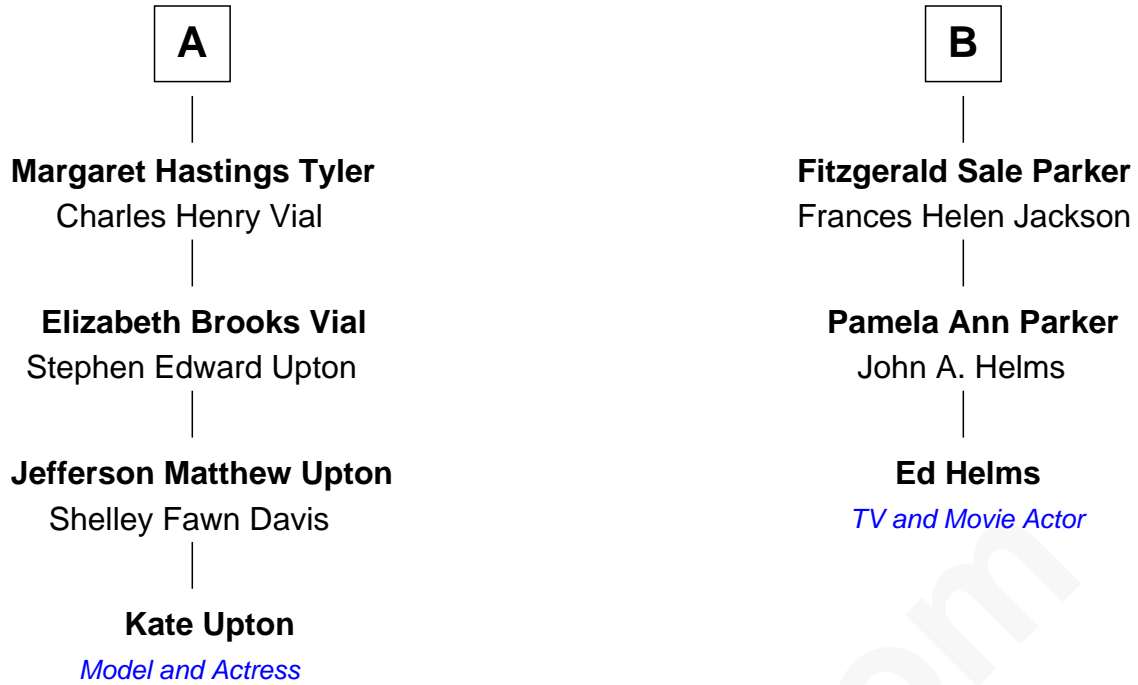 A
Margaret Hastings Tyler
Charles Henry Vial
Elizabeth Brooks Vial
Stephen Edward Upton
Jefferson Matthew Upton
Shelley Fawn Davis
Kate Upton
Model and Actress
B
Fitzgerald Sale Parker
Frances Helen Jackson
Pamela Ann Parker
John A. Helms
Ed Helms
TV and Movie Actor
om